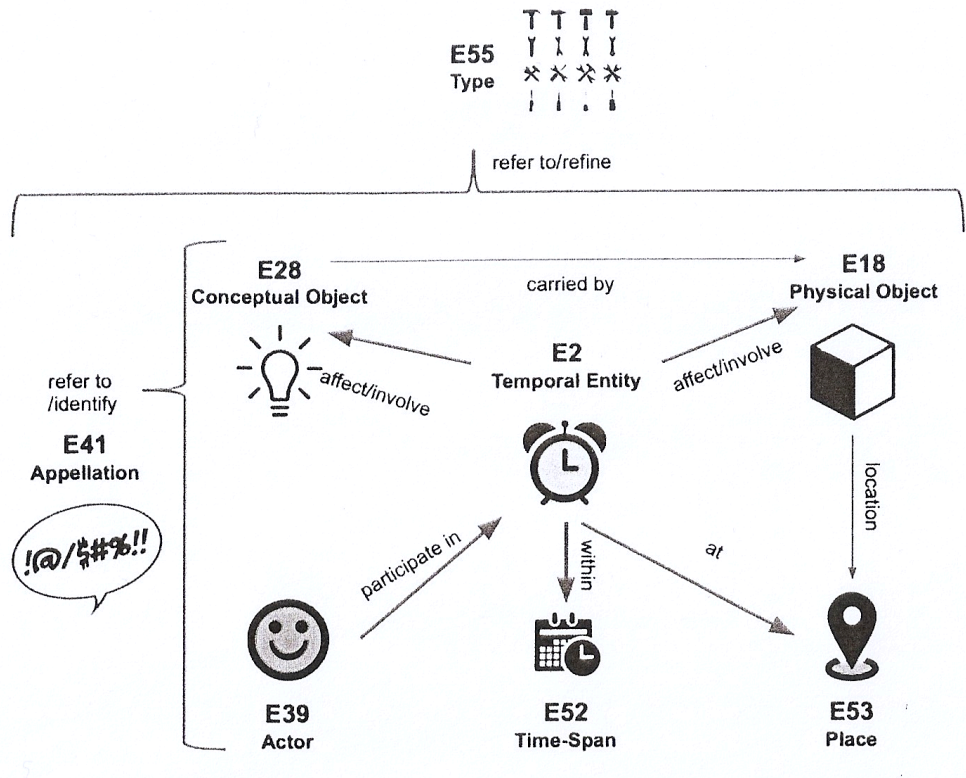 E55
Type
refer to/refine
E28
Conceptual Object
carried by
E18
Physical Object
E2
Temporal Entity
affect/involve
affect/involve
refer to
/identify
E41
Appellation
!@/$#%!!
participate in
within
at
location
E39
Actor
E52
Time-Span
E53
Place